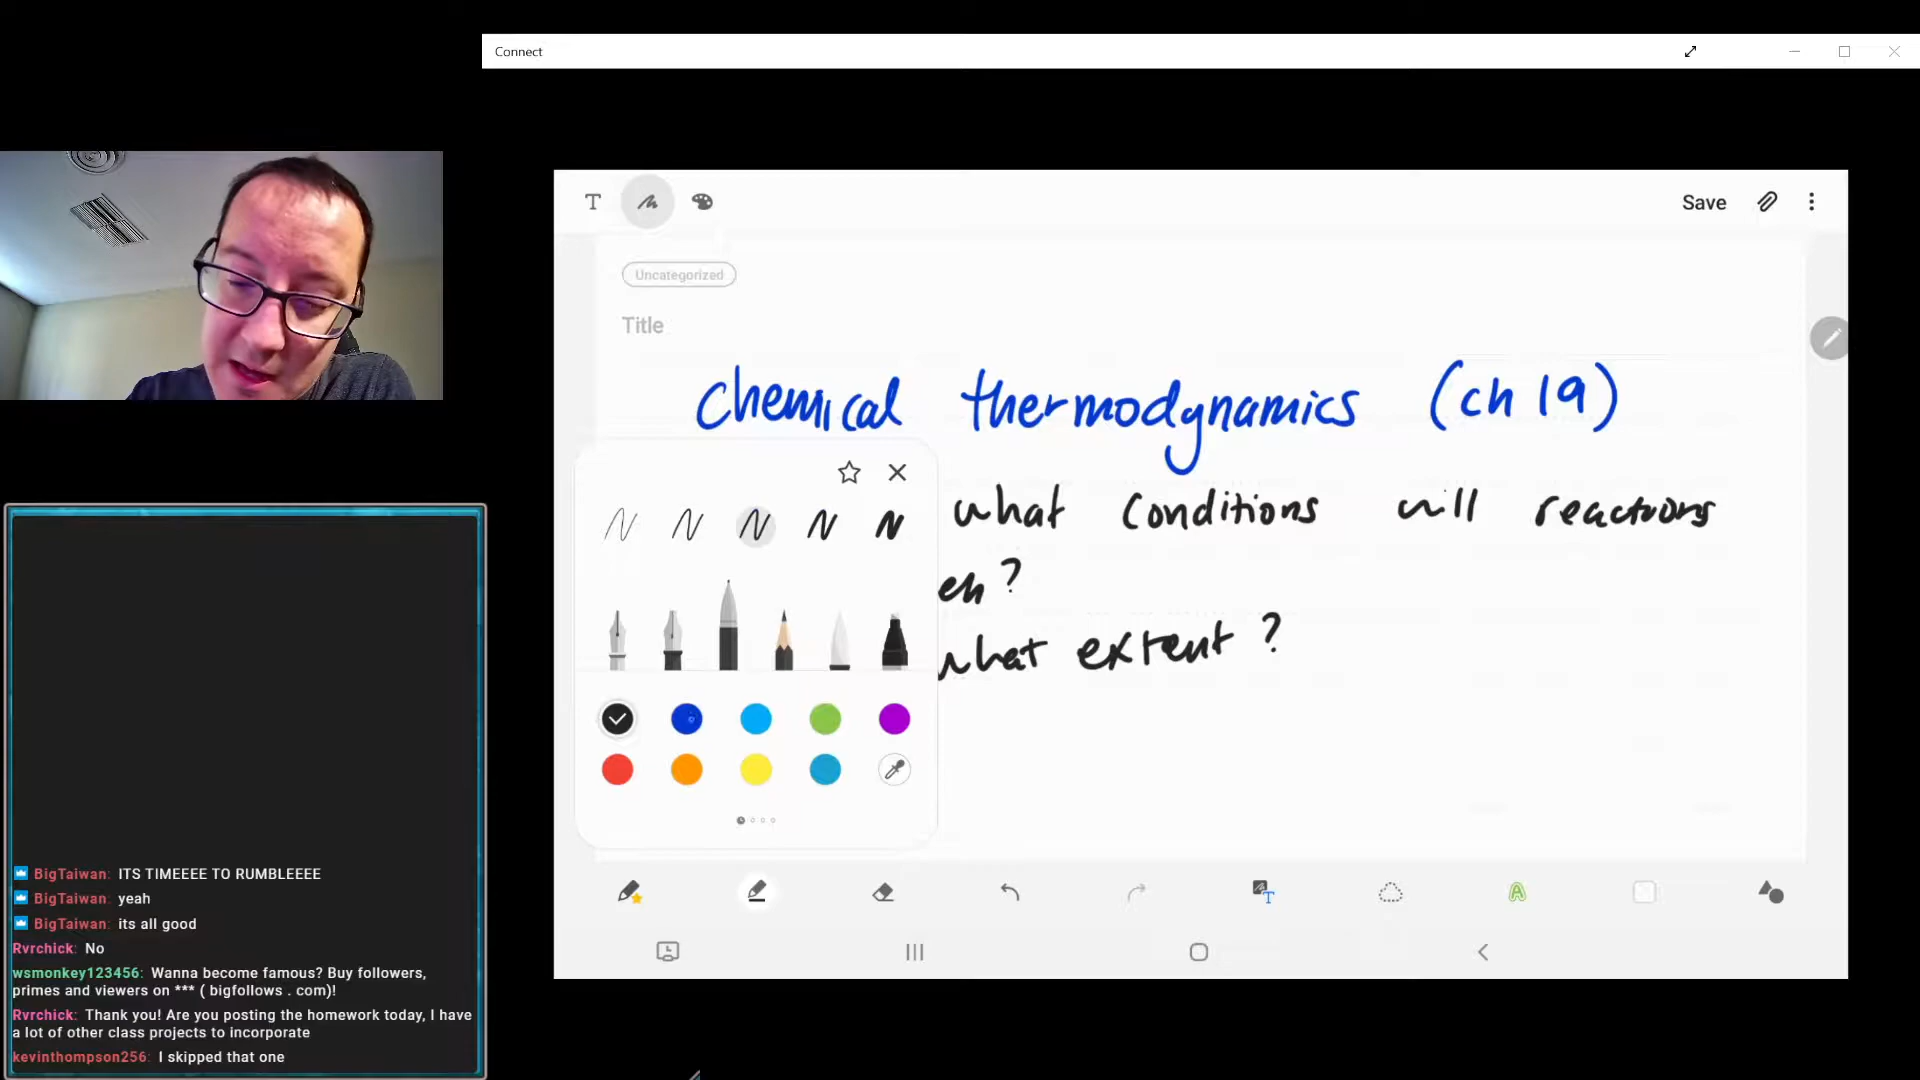 Connect
T
Save
Uncategorized
Title
Chemical thermodynamics (ch 19)
what conditions will reactions
en?
what extent?
BigTaiwan: ITS TIMEEEE TO RUMBLEEEE
BigTaiwan: yeah
BigTaiwan: its all good
Rvrchick: No
wsmonkey123456: Wanna become famous? Buy followers,
primes and viewers on *** ( bigfollows . com)!
Rvrchick: Thank you! Are you posting the homework today, I have
a lot of other class projects to incorporate
kevinthompson256: I skipped that one